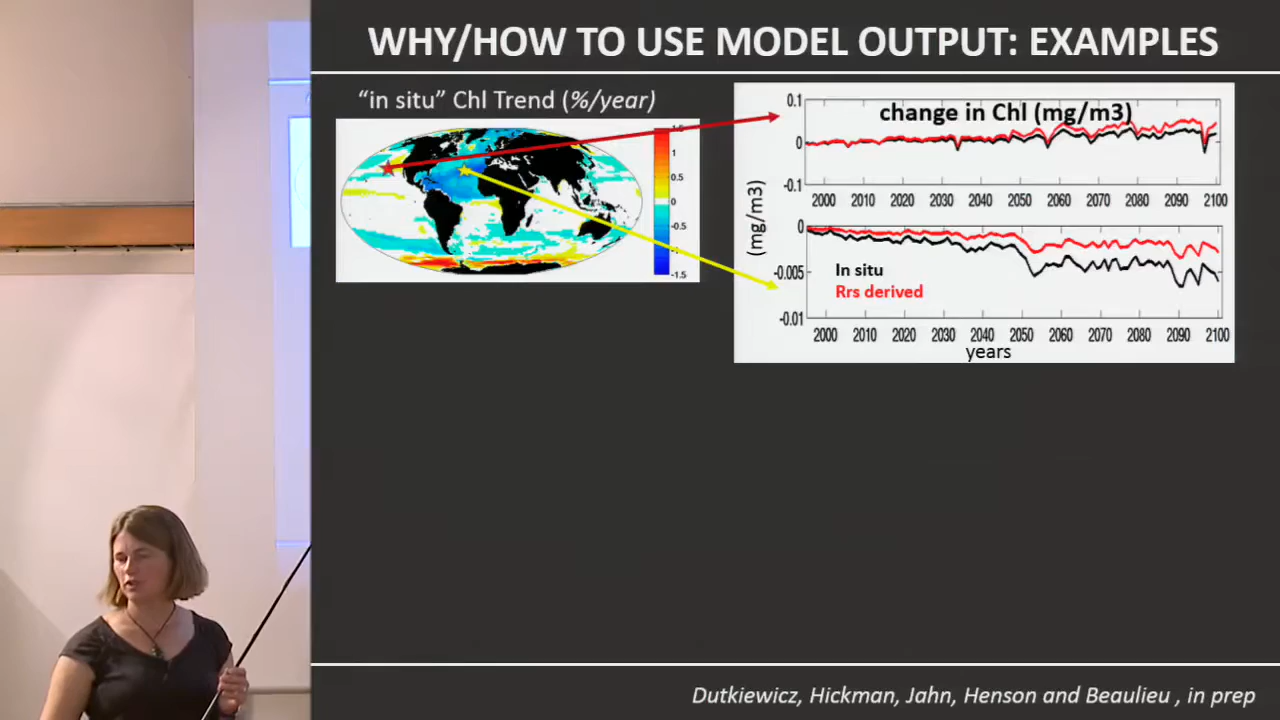 WHY/HOW TO USE MODEL OUTPUT: EXAMPLES
“in situ” Chl Trend (%/year)
1
0.5
0
-0.5
-1
-1.5
change in Chl (mg/m3)
0.1
0
-0.1
2000 2010 2020 2030 2040 2050 2060 2070 2080 2090 2100
(mg/m3)
0
-0.005
-0.01
In situ
Rrs derived
2000 2010 2020 2030 2040 2050 2060 2070 2080 2090 2100
years
Dutkiewicz, Hickman, Jahn, Henson and Beaulieu , in prep